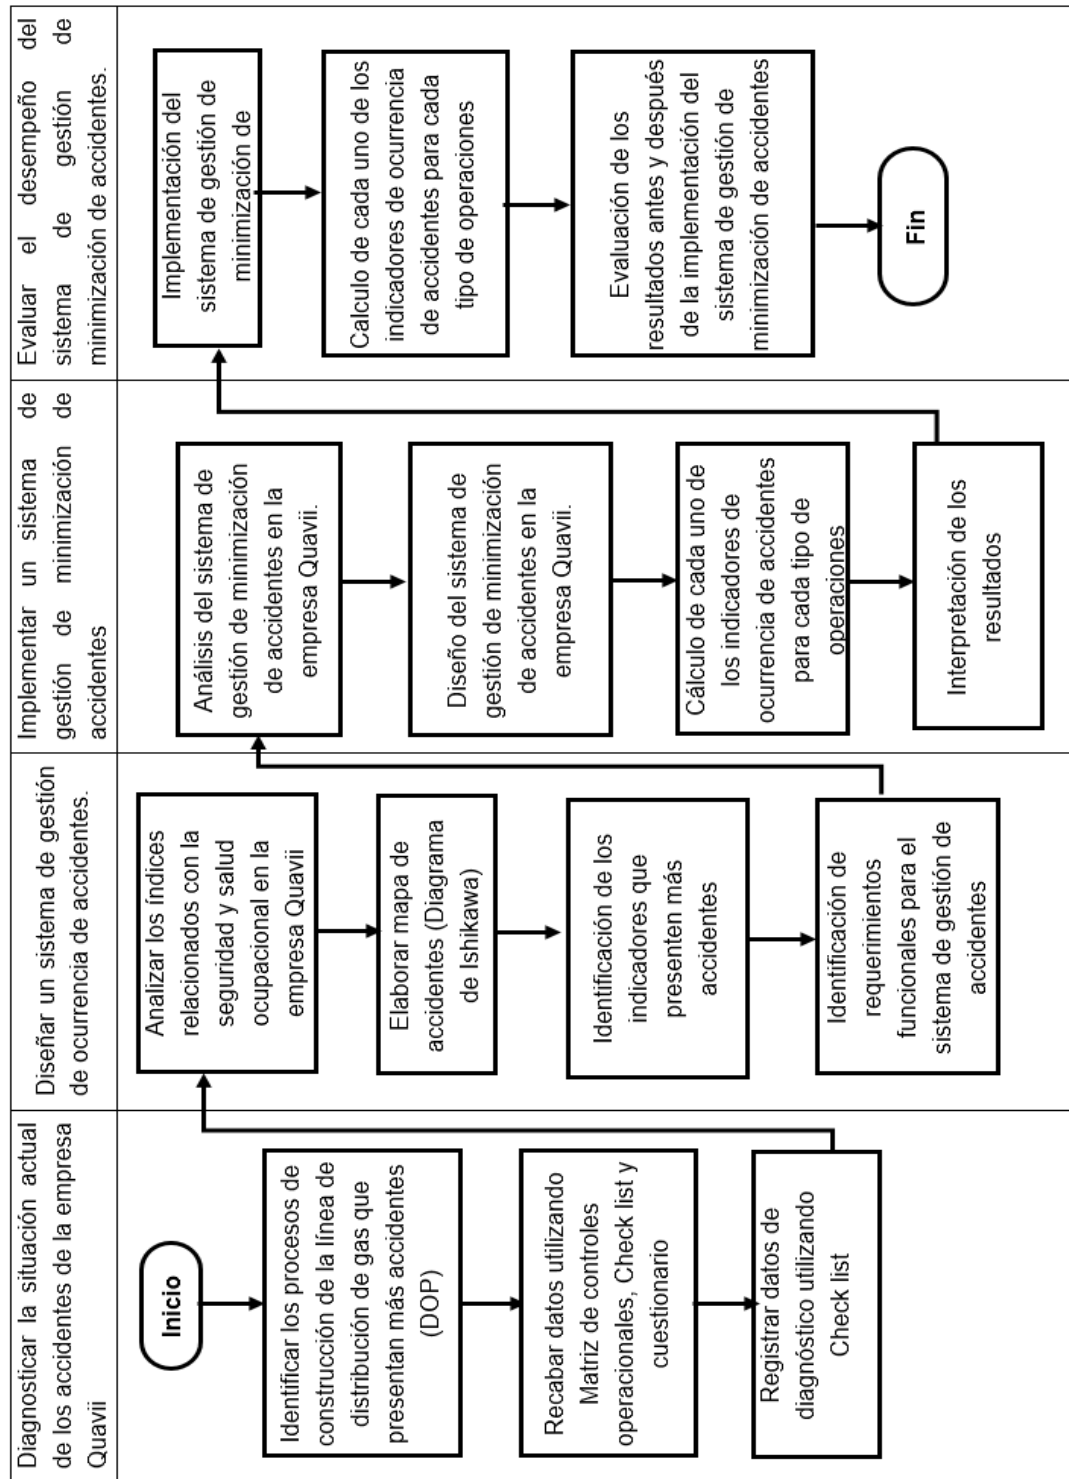 Diagnosticar la situación actual
de los accidentes de la empresa
Quavii
Inicio
Identificar los procesos de
construcción de la línea de
distribución de gas que
presentan más accidentes
(DOP)
Recabar datos utilizando
Matriz de controles
operacionales, Check list y
cuestionario
Registrar datos de
diagnóstico utilizando
Check list
Diseñar un sistema de gestión
de ocurrencia de accidentes.
Analizar los índices
relacionados con la
seguridad y salud
ocupacional en la
empresa Quavii
Elaborar mapa de
accidentes (Diagrama
de Ishikawa)
Identificación de los
indicadores que
presenten más
accidentes
Identificación de
requerimientos
funcionales para el
sistema de gestión de
accidentes
Implementar un sistema de
gestión de minimización de
accidentes
Análisis del sistema de
gestión de minimización
de accidentes en la
empresa Quavii.
Diseño del sistema de
gestión de minimización
de accidentes en la
empresa Quavii.
Cálculo de cada uno de
los indicadores de
ocurrencia de accidentes
para cada tipo de
operaciones
Interpretación de los
resultados
Evaluar el desempeño del
sistema de gestión de
minimización de accidentes.
Implementación del
sistema de gestión de
minimización de
Calculo de cada uno de los
indicadores de ocurrencia
de accidentes para cada
tipo de operaciones
Evaluación de los
resultados antes y después
de la implementación del
sistema de gestión de
minimización de accidentes
Fin